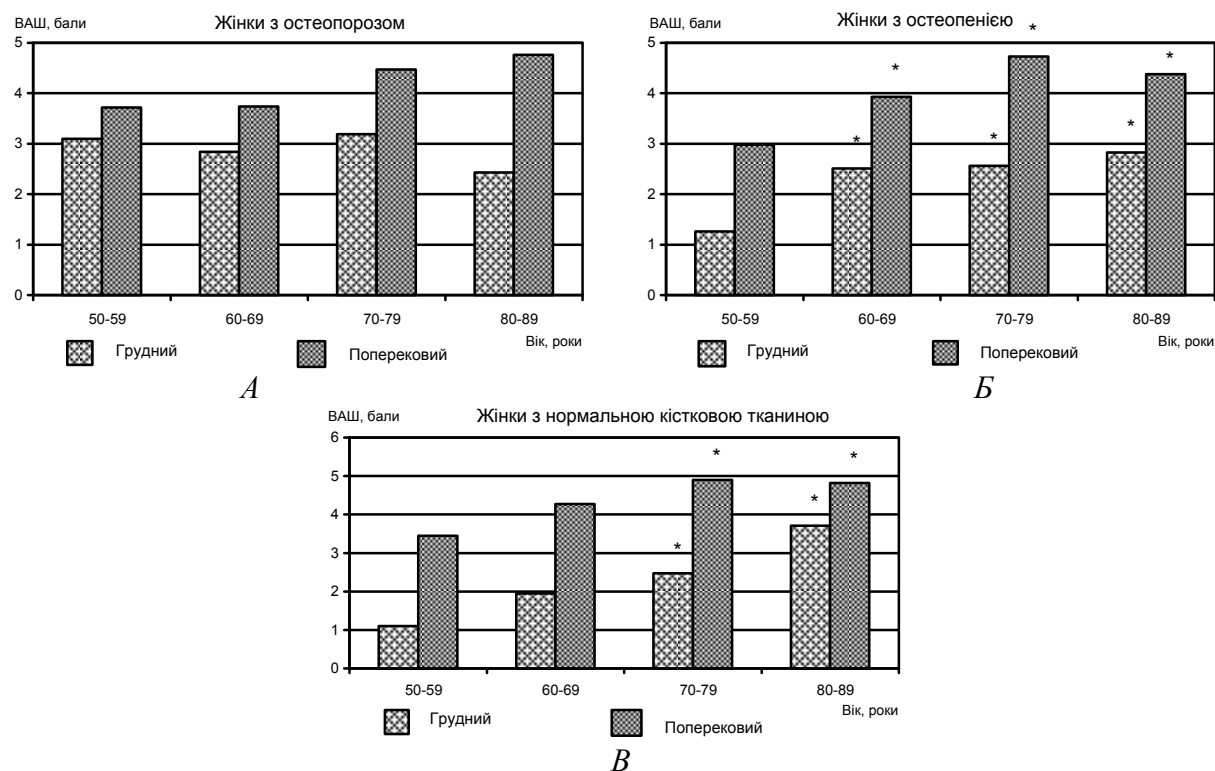 ВАШ, бали
Жінки з остеопорозом
5
4
3
2
1
0
50-59 60-69 70-79 80-89
Вік, роки
Грудний Поперековий
А
ВАШ, бали
Жінки з остеопенією
*
5
* *
4
*
* *
3
2
1
0
50-59 60-69 70-79 80-89
Вік, роки
Грудний Поперековий
Б
ВАШ, бали
Жінки з нормальною кістковою тканиною
6
* *
5
*
4
*
3
2
1
0
50-59 60-69 70-79 80-89
Вік, роки
Грудний Поперековий
В